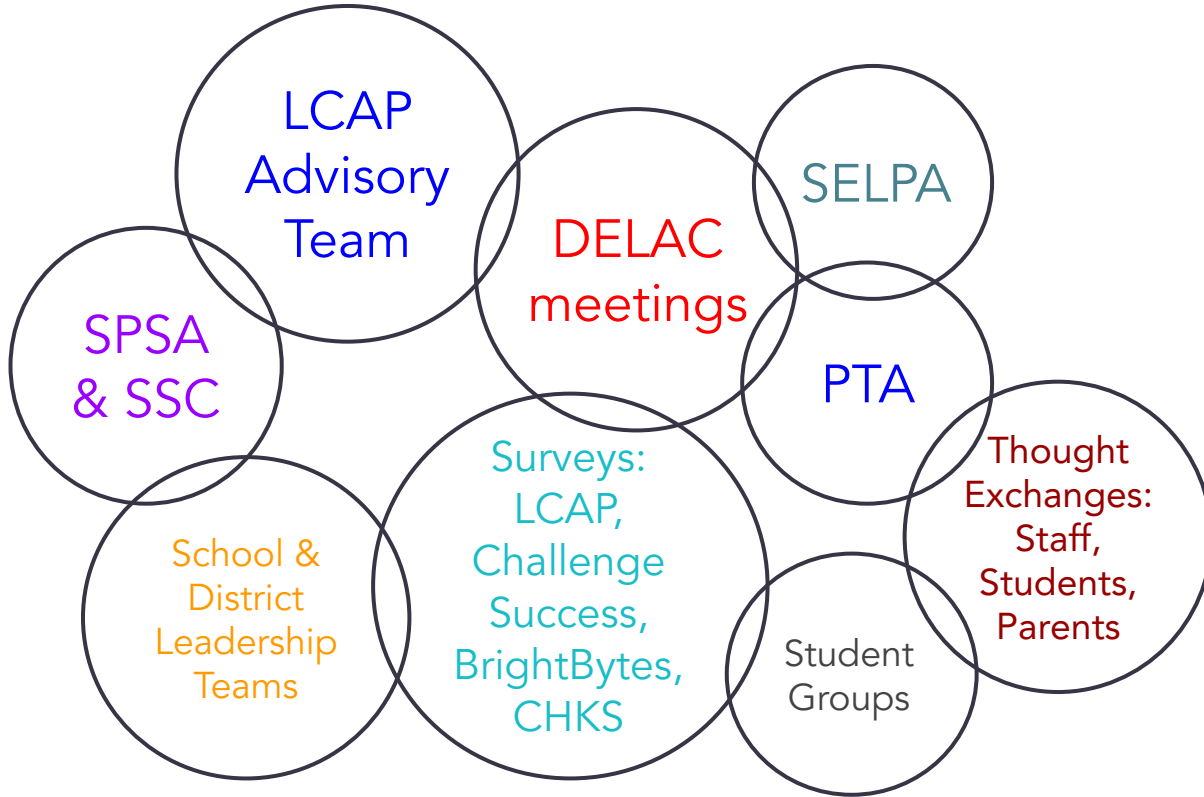 LCAP
Advisory
Team
DELAC
meetings
SELPA
SPSA
& SSC
PTA
Surveys:
LCAP,
Challenge
Success,
BrightBytes,
CHKS
Thought
Exchanges:
Staff,
Students,
Parents
School &
District
Leadership
Teams
Student
Groups